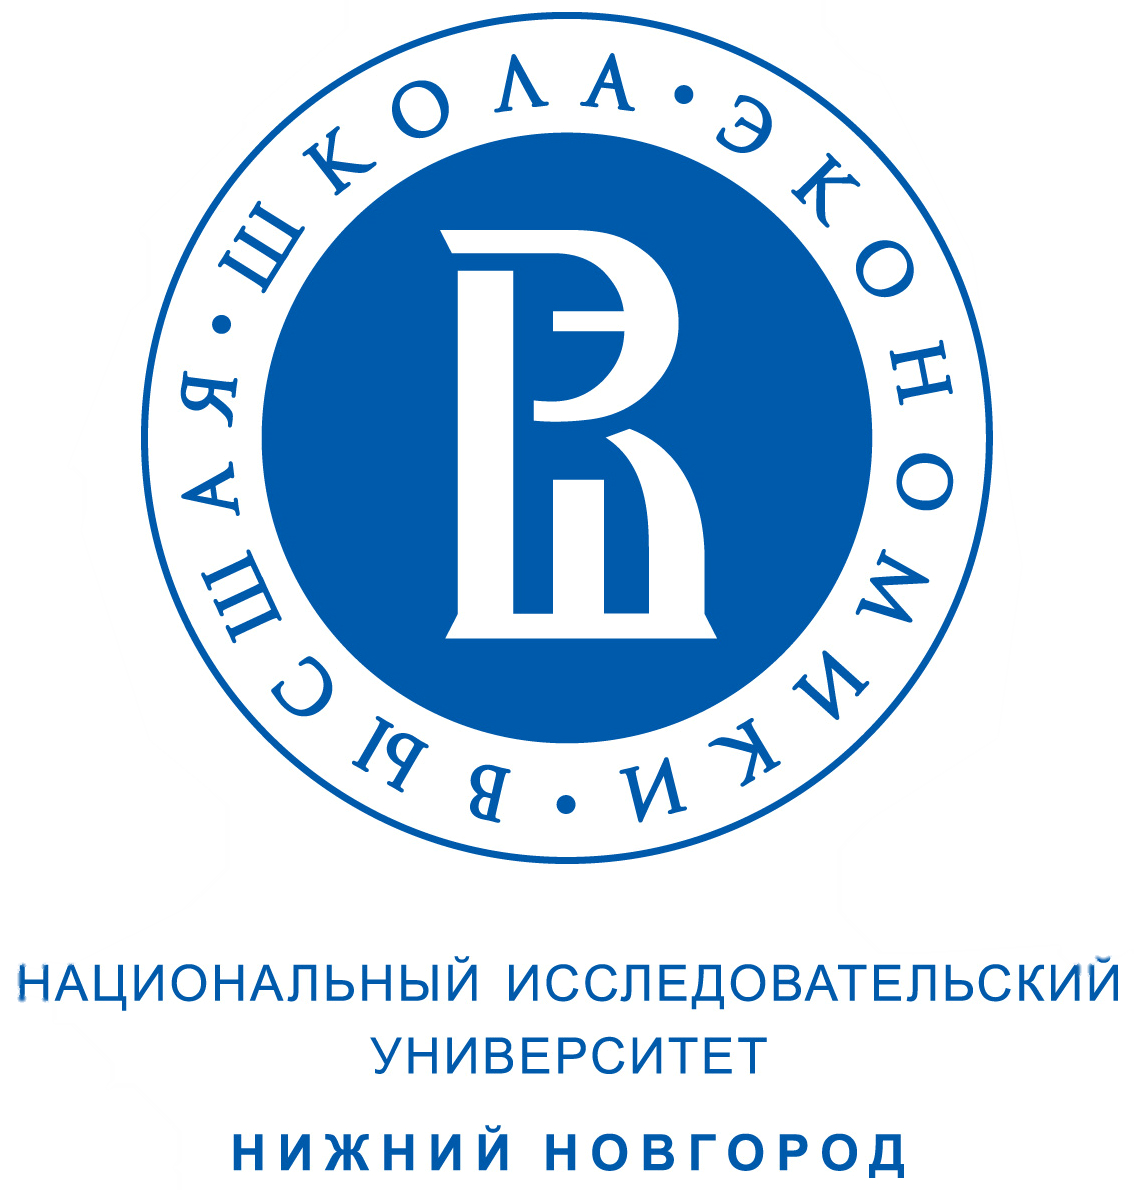 ВЫСШАЯ · ШКОЛА · ЭКОНОМИКИ ·
НАЦИОНАЛЬНЫЙ ИССЛЕДОВАТЕЛЬСКИЙ
УНИВЕРСИТЕТ
НИЖНИЙ НОВГОРОД